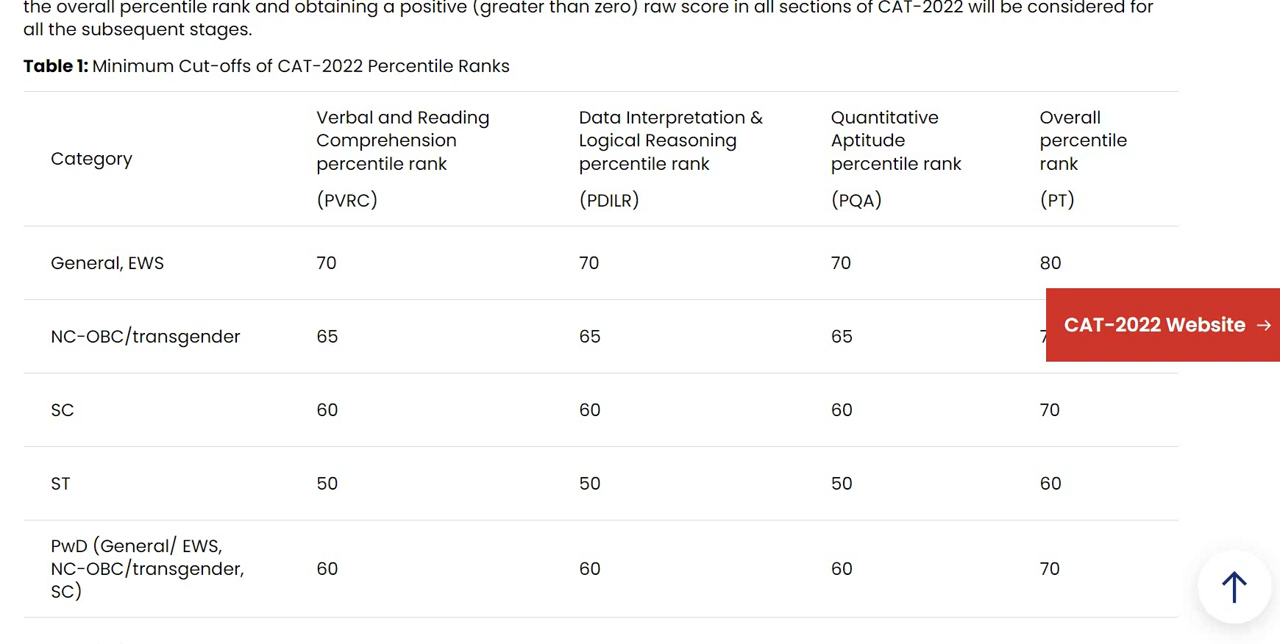 the overall percentile rank and obtaining a positive (greater than zero) raw score in all sections of CAT-2022 will be considered for
all the subsequent stages.
Table 1: Minimum Cut-offs of CAT-2022 Percentile Ranks
Category
Verbal and Reading
Comprehension
percentile rank
(PVRC)
Data Interpretation &
Logical Reasoning
percentile rank
(PDILR)
Quantitative
Aptitude
percentile rank
(PQA)
Overall
percentile
rank
(PT)
General, EWS 70 70 70 80
NC-OBC/transgender 65 65 65
CAT-2022 Website →
SC 60 60 60 70
ST 50 50 50 60
PwD (General/ EWS,
NC-OBC/transgender,
SC)
60 60 60 70